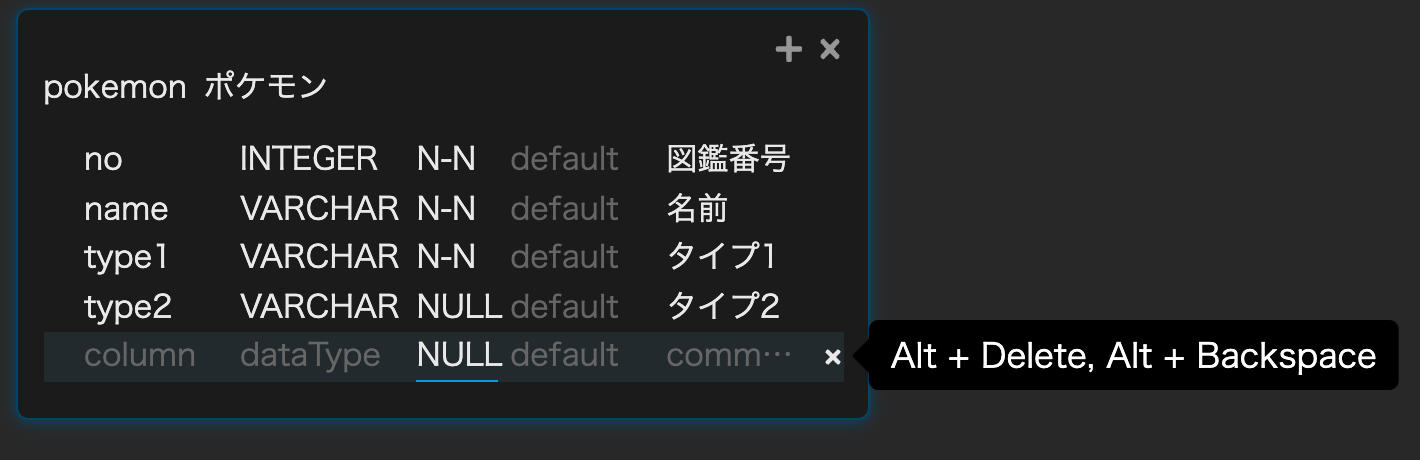 pokemon ポケモン
no INTEGER N-N default 図鑑番号
name VARCHAR N-N default 名前
type1 VARCHAR N-N default タイプ1
type2 VARCHAR NULL default タイプ2
column dataType NULL default comm… Alt + Delete, Alt + Backspace